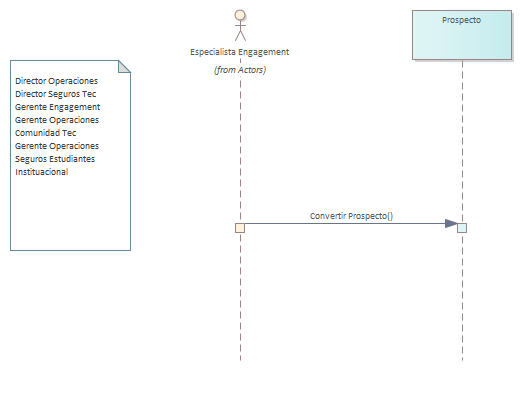 Especialista Engagement
(from Actors)
Prospecto
Director Operaciones
Director Seguros Tec
Gerente Engagement
Gerente Operaciones
Comunidad Tec
Gerente Operaciones
Seguros Estudiantes
Instituacional
Convertir Prospecto()